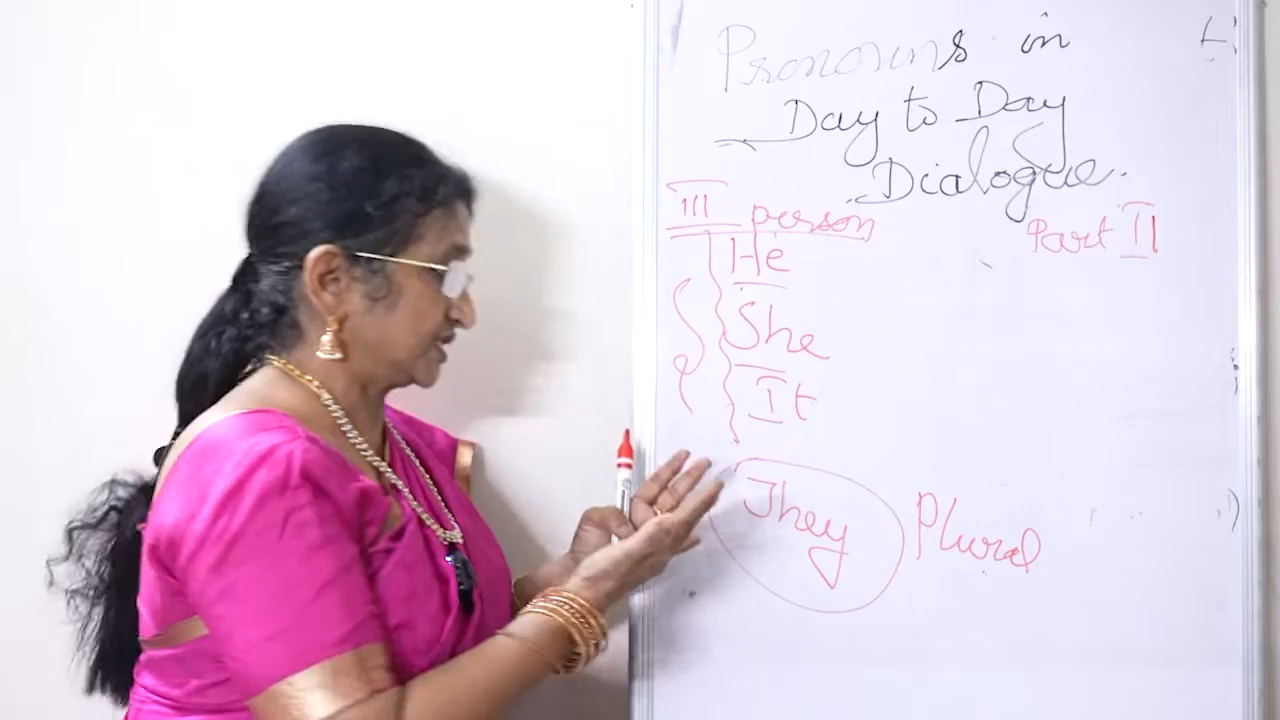 Pronouns in
Day to Day
Dialogue.
Part II
III person
He
She
It
They Plural